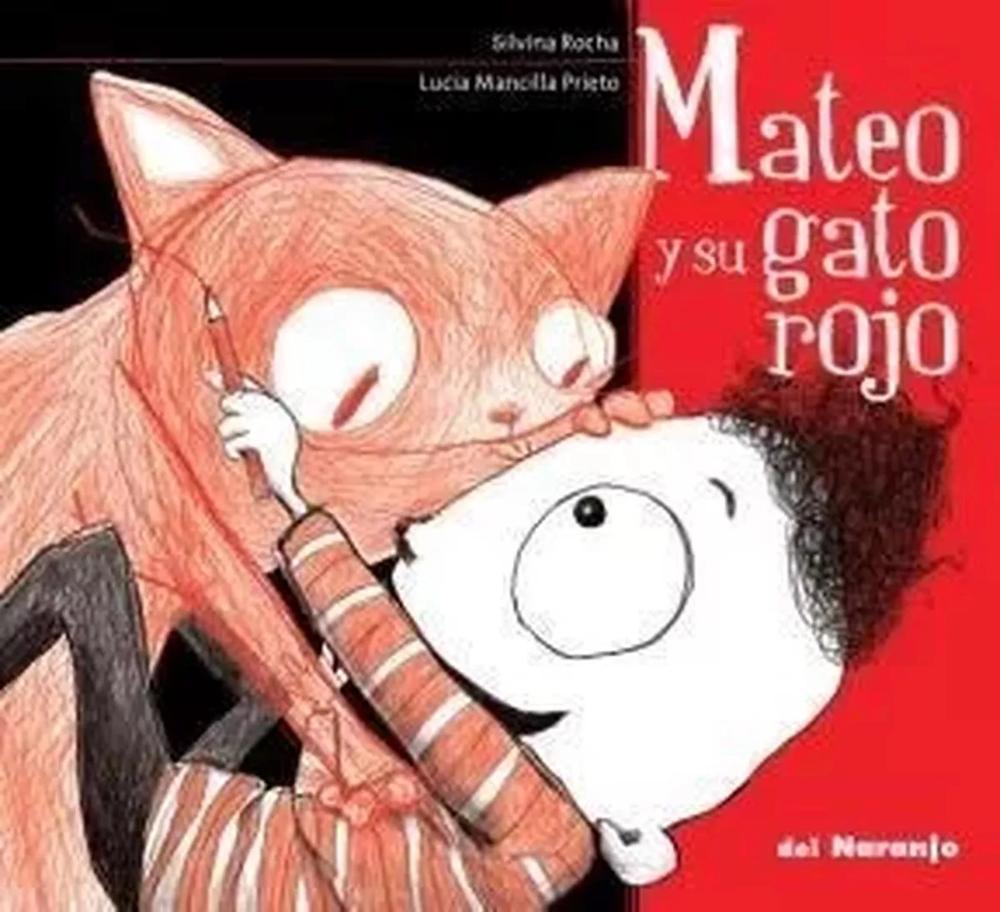 Silvina Rocha
Lucía Mancilla Prieto
Mateo
y su gato
rojo
del Naranjo